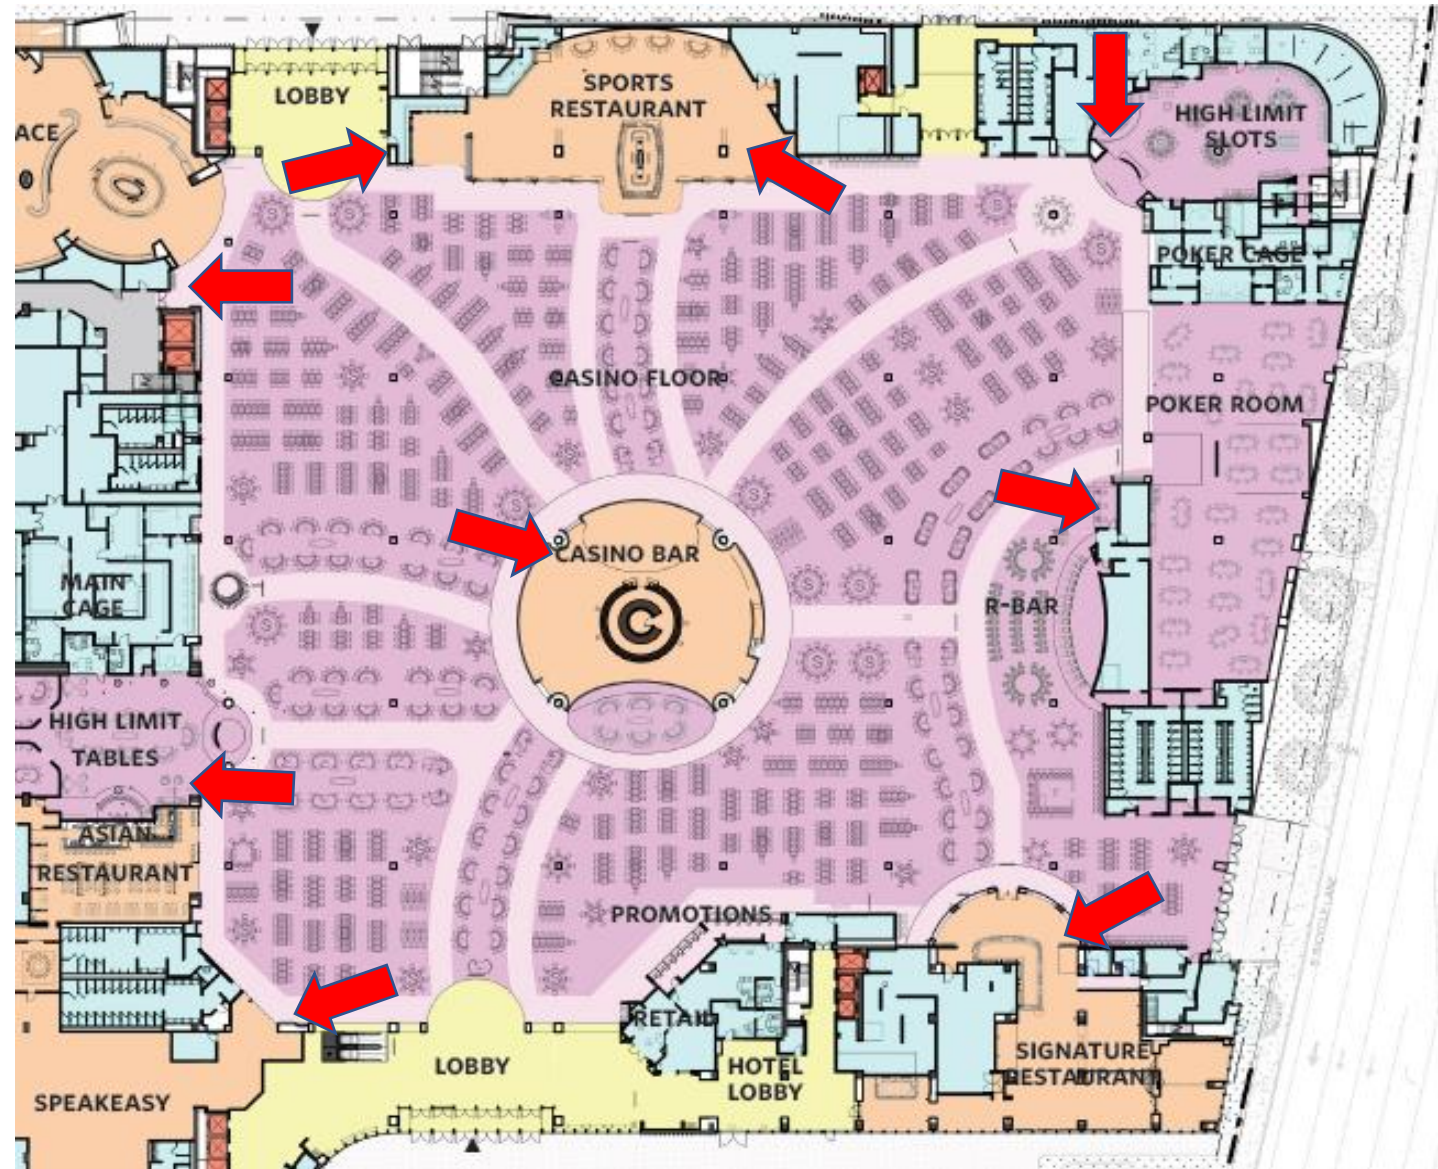 LOBBY
SPORTS
RESTAURANT
HIGH LIMIT
SLOTS
ACE
POKER CAGE
CASINO FLOOR
POKER ROOM
CASINO BAR
MAIN
CAGE
R-BAR
HIGH LIMIT
TABLES
ASIAN
RESTAURANT
PROMOTIONS
RETAIL
LOBBY
HOTEL
LOBBY
SIGNATURE
RESTAURANT
SPEAKEASY